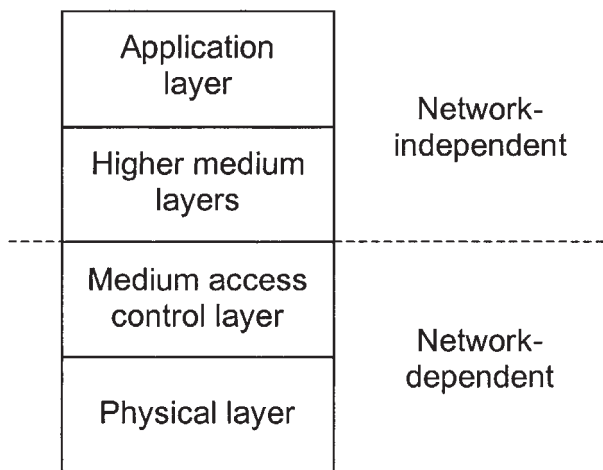 Application
layer
Network-
independent
Higher medium
layers
Medium access
control layer
Network-
dependent
Physical layer